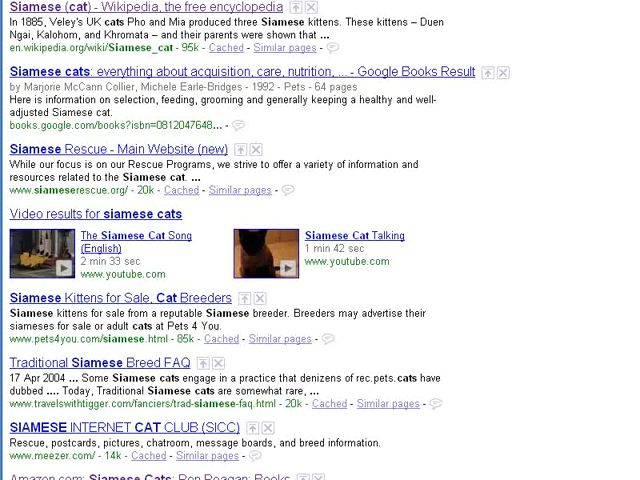 Siamese (cat) - Wikipedia, the free encyclopedia
In 1885, Veley's UK cats Pho and Mia produced three Siamese kittens. These kittens – Duen
Ngai, Kalohom, and Khromata – and their parents were shown that ...
en.wikipedia.org/wiki/Siamese_cat - 95k - Cached - Similar pages -
Siamese cats: everything about acquisition, care, nutrition, ... - Google Books Result
by Marjorie McCann Collier, Michele Earle-Bridges - 1992 - Pets - 64 pages
Here is information on selection, feeding, grooming and generally keeping a healthy and well-
adjusted Siamese cat.
books.google.com/books?isbn=0812047648... -
Siamese Rescue - Main Website (new)
While our focus is on our Rescue Programs, we strive to offer a variety of information and
resources related to the Siamese cat. ...
www.siameserescue.org/ - 20k - Cached - Similar pages -
Video results for siamese cats
The Siamese Cat Song
(English)
2 min 33 sec
www.youtube.com
Siamese Cat Talking
1 min 42 sec
www.youtube.com
Siamese Kittens for Sale, Cat Breeders
Siamese kittens for sale from a reputable Siamese breeder. Breeders may advertise their
siameses for sale or adult cats at Pets 4 You.
www.pets4you.com/siamese.html - 85k - Cached - Similar pages -
Traditional Siamese Breed FAQ
17 Apr 2004 ... Some Siamese cats engage in a practice that denizens of rec.pets.cats have
dubbed .... Today, Traditional Siamese cats are somewhat rare, ...
www.travelswithtigger.com/fanciers/trad-siamese-faq.html - 20k - Cached - Similar pages -
SIAMESE INTERNET CAT CLUB (SICC)
Rescue, postcards, pictures, chatroom, message boards, and breed information.
www.meezer.com/ - 14k - Cached - Similar pages -
Amazon.com: Siamese Cats: Ron Reagan: Books